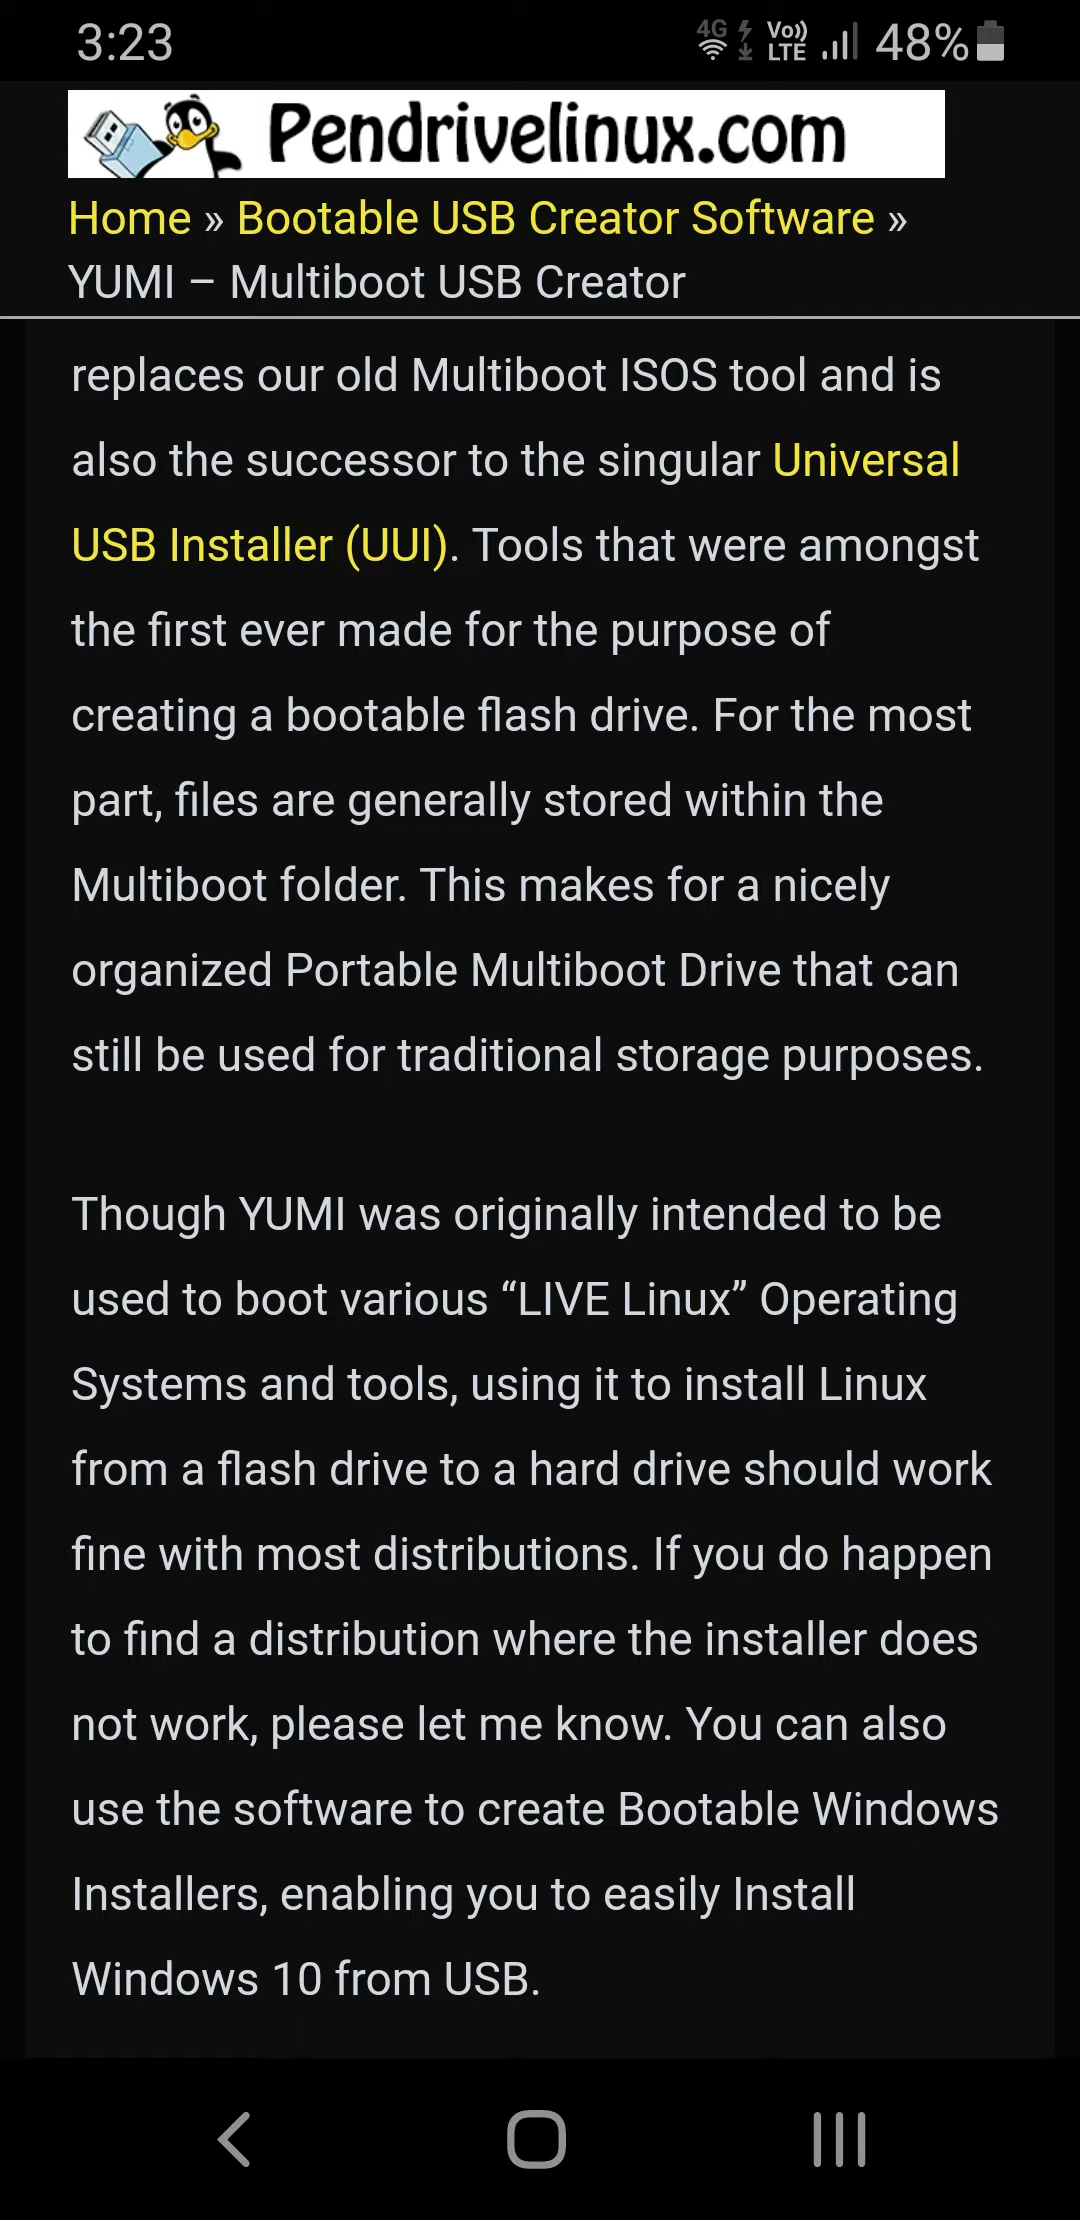 3:23 4G Vo)) LTE 48%
Pendrivelinux.com
Home » Bootable USB Creator Software »
YUMI – Multiboot USB Creator
replaces our old Multiboot ISOS tool and is
also the successor to the singular Universal
USB Installer (UUI). Tools that were amongst
the first ever made for the purpose of
creating a bootable flash drive. For the most
part, files are generally stored within the
Multiboot folder. This makes for a nicely
organized Portable Multiboot Drive that can
still be used for traditional storage purposes.
Though YUMI was originally intended to be
used to boot various “LIVE Linux” Operating
Systems and tools, using it to install Linux
from a flash drive to a hard drive should work
fine with most distributions. If you do happen
to find a distribution where the installer does
not work, please let me know. You can also
use the software to create Bootable Windows
Installers, enabling you to easily Install
Windows 10 from USB.